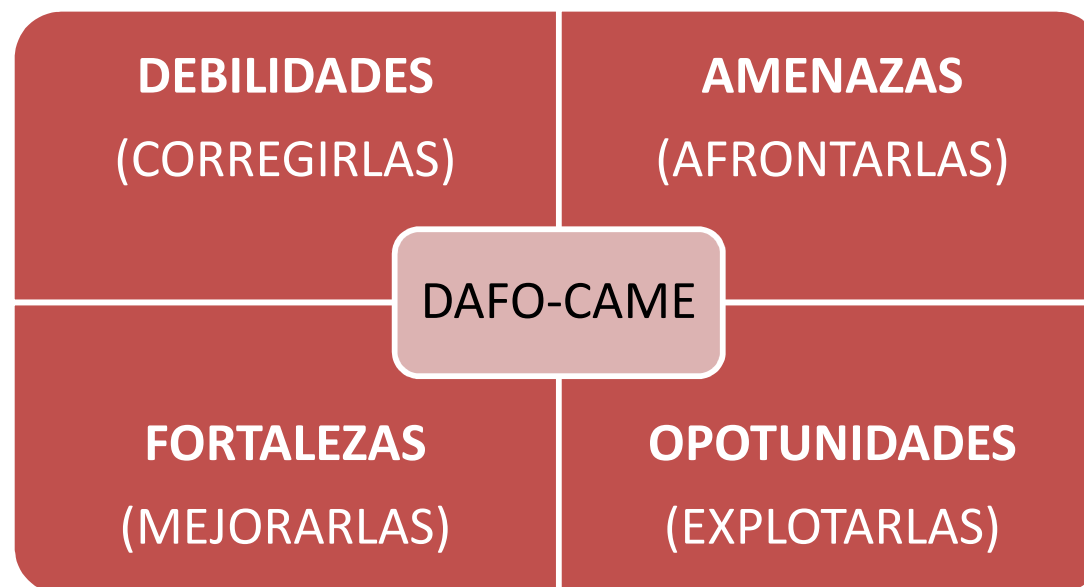 DEBILIDADES
(CORREGIRLAS)
AMENAZAS
(AFRONTARLAS)
DAFO-CAME
FORTALEZAS
(MEJORARLAS)
OPOTUNIDADES
(EXPLOTARLAS)